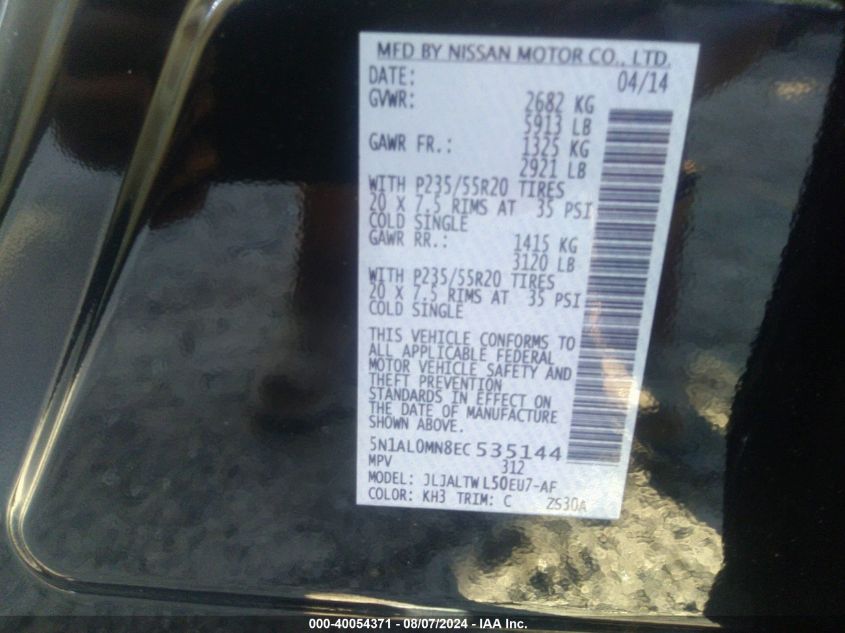 MFD BY NISSAN MOTOR CO., LTD.
DATE: 04/14
GVWR: 2682 KG
5913 LB
GAWR FR.: 1325 KG
2921 LB
WITH P235/55R20 TIRES
20 X 7.5 RIMS AT 35 PSI
COLD SINGLE
GAWR RR.: 1415 KG
3120 LB
WITH P235/55R20 TIRES
20 X 7.5 RIMS AT 35 PSI
COLD SINGLE
THIS VEHICLE CONFORMS TO
ALL APPLICABLE FEDERAL
MOTOR VEHICLE SAFETY AND
THEFT PREVENTION
STANDARDS IN EFFECT ON
THE DATE OF MANUFACTURE
SHOWN ABOVE.
5N1AL0MN8EC535144
MPV 312
MODEL: JLJALTWL50EU7-AF
COLOR: KH3 TRIM: C ZS30A
000-40054371 - 08/07/2024 - IAA Inc.